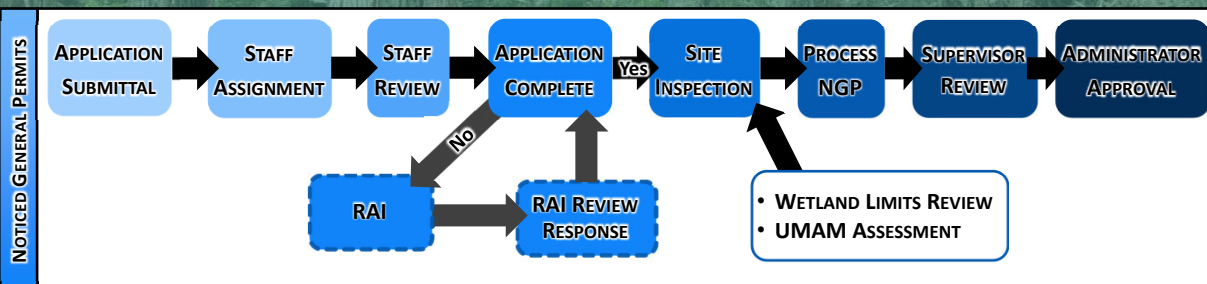 NOTICED GENERAL PERMITS
APPLICATION
SUBMITTAL
STAFF
ASSIGNMENT
STAFF
REVIEW
APPLICATION
COMPLETE
Yes
SITE
INSPECTION
PROCESS
NGP
SUPERVISOR
REVIEW
ADMINISTRATOR
APPROVAL
No
RAI
RAI REVIEW
RESPONSE
• WETLAND LIMITS REVIEW
• UMAM ASSESSMENT